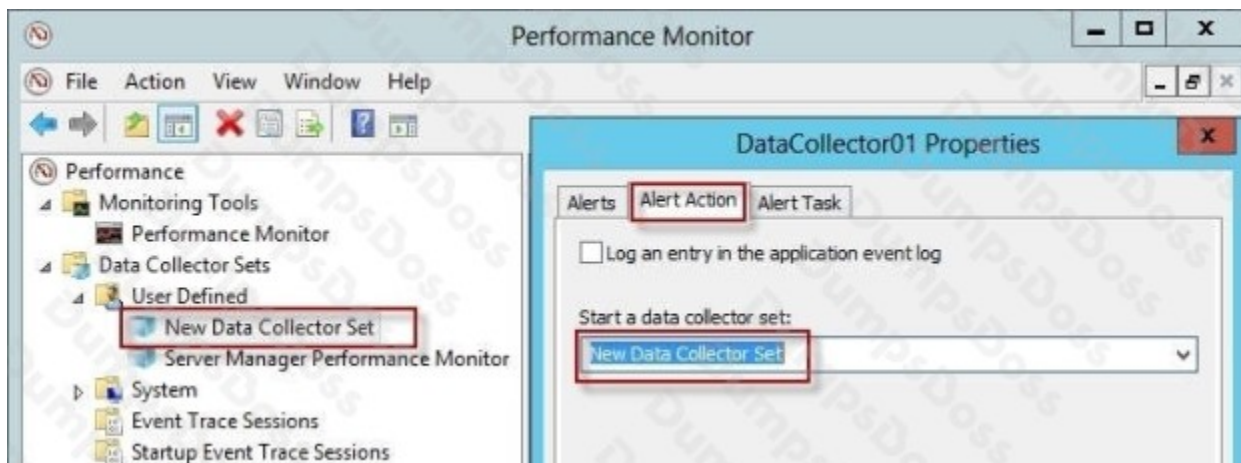 Performance Monitor
File Action View Window Help
Performance
Monitoring Tools
Performance Monitor
Data Collector Sets
User Defined
New Data Collector Set
Server Manager Performance Monitor
System
Event Trace Sessions
Startup Event Trace Sessions
DataCollector01 Properties
Alerts Alert Action Alert Task
Log an entry in the application event log
Start a data collector set:
New Data Collector Set
DumpsDoss